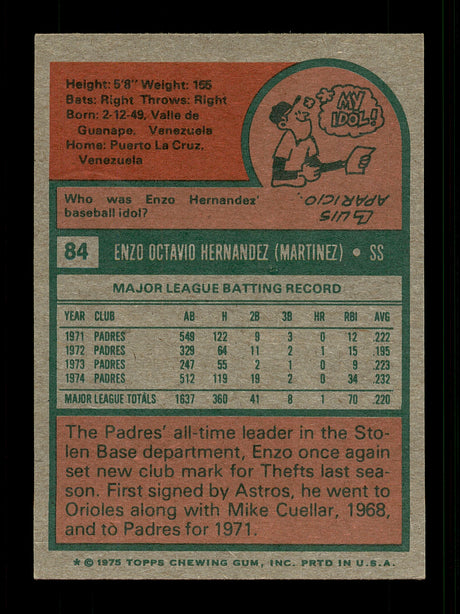 Height: 5'8" Weight: 155
Bats: Right Throws: Right
Born: 2-12-49, Valle de
Guanape, Venezuela
Home: Puerto La Cruz,
Venezuela
MY
IDOL!
Who was Enzo Hernandez'
baseball idol?
LUIS
APARICIO.
84 ENZO OCTAVIO HERNANDEZ (MARTINEZ) • SS
MAJOR LEAGUE BATTING RECORD
YEAR CLUB AB H 2B 3B HR RBI AVG
1971 PADRES 549 122 9 3 0 12 .222
1972 PADRES 329 64 11 2 1 15 .195
1973 PADRES 247 55 2 1 0 9 .223
1974 PADRES 512 119 19 2 0 34 .232
MAJOR LEAGUE TOTALS 1637 360 41 8 1 70 .220
The Padres' all-time leader in the Sto-
len Base department, Enzo once again
set new club mark for Thefts last sea-
son. First signed by Astros, he went to
Orioles along with Mike Cuellar, 1968,
and to Padres for 1971.
★ © 1975 TOPPS CHEWING GUM, INC. PRTD IN U.S.A.